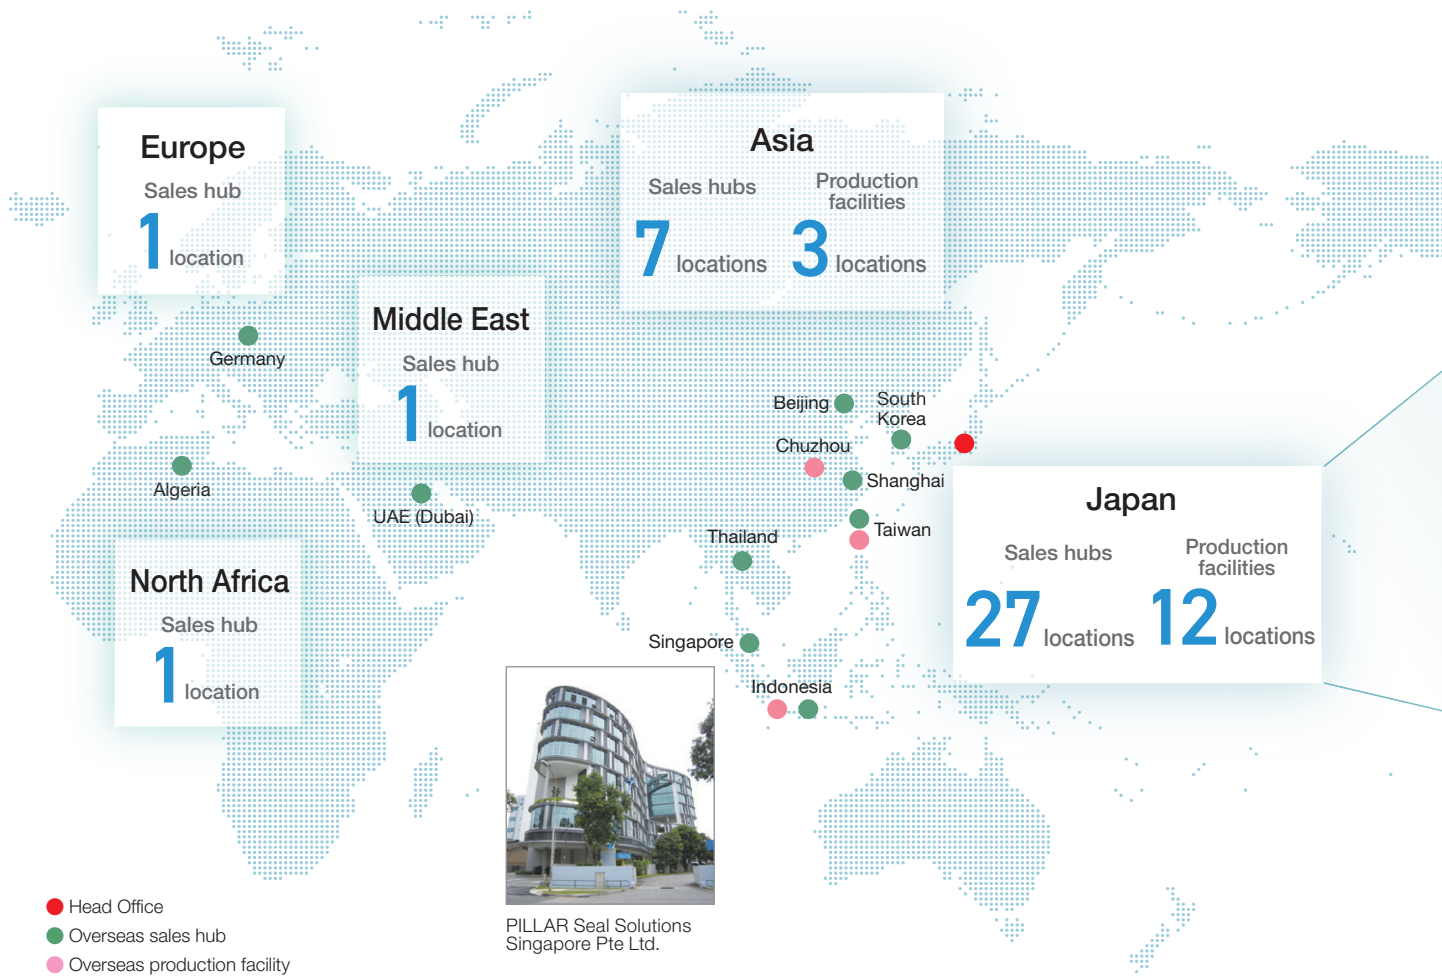 Europe
Sales hub
1 location
Asia
Sales hubs
7 locations
Production
facilities
3 locations
Middle East
Sales hub
1 location
Germany
Algeria
UAE (Dubai)
North Africa
Sales hub
1 location
Beijing
South
Korea
Chuzhou
Shanghai
Taiwan
Thailand
Singapore
Indonesia
Japan
Sales hubs
27 locations
Production
facilities
12 locations
PILLAR Seal Solutions
Singapore Pte Ltd.
Head Office
Overseas sales hub
Overseas production facility